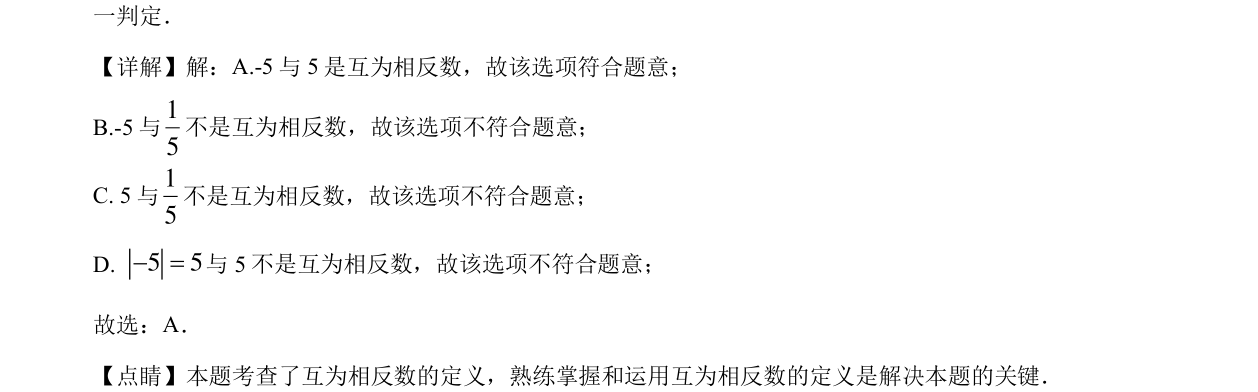 一判定．
【详解】解：A.-5 与 5 是互为相反数，故该选项符合题意；
B.-5 与 1/5 不是互为相反数，故该选项不符合题意；
C. 5 与 1/5 不是互为相反数，故该选项不符合题意；
D. |−5| = 5 与 5 不是互为相反数，故该选项不符合题意；
故选：A．
【点睛】本题考查了互为相反数的定义，熟练掌握和运用互为相反数的定义是解决本题的关键．